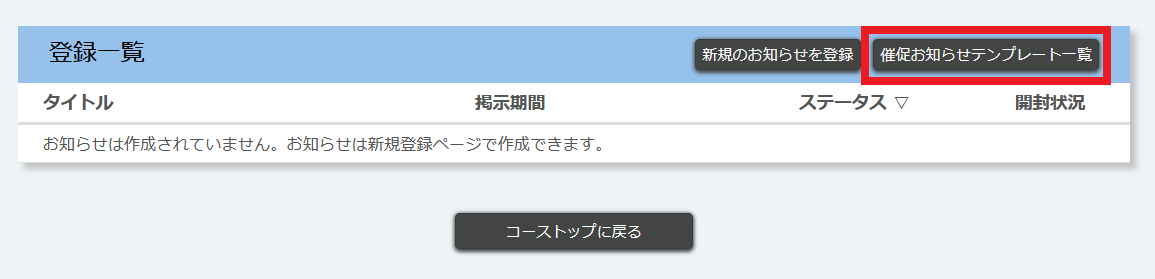 登録一覧
新規のお知らせを登録
催促お知らせテンプレート一覧
タイトル 掲示期間 ステータス ▽ 開封状況
お知らせは作成されていません。お知らせは新規登録ページで作成できます。
コーストップに戻る